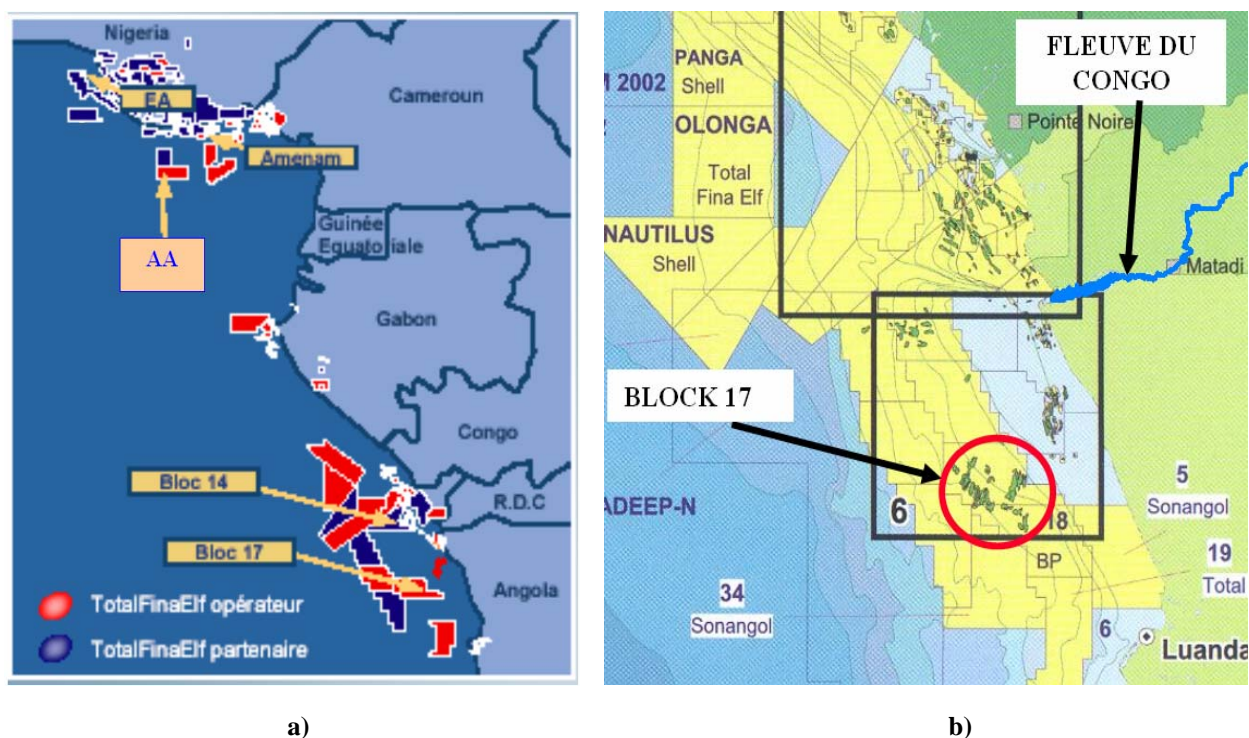 Nigeria
Cameroun
EA
Amenam
AA
Guinée
Equatoriale
Gabon
Congo
Bloc 14
R.D.C
Bloc 17
Angola
TotalFinaElf opérateur
TotalFinaElf partenaire
a)
FLEUVE DU
CONGO
PANGA
Shell
M 2002
OLONGA
Total
Fina Elf
Pointe Noire
NAUTILUS
Shell
Matadi
BLOCK 17
ADEEP-N
6
18
BP
5
Sonangol
19
Total
34
Sonangol
6
Luanda
b)